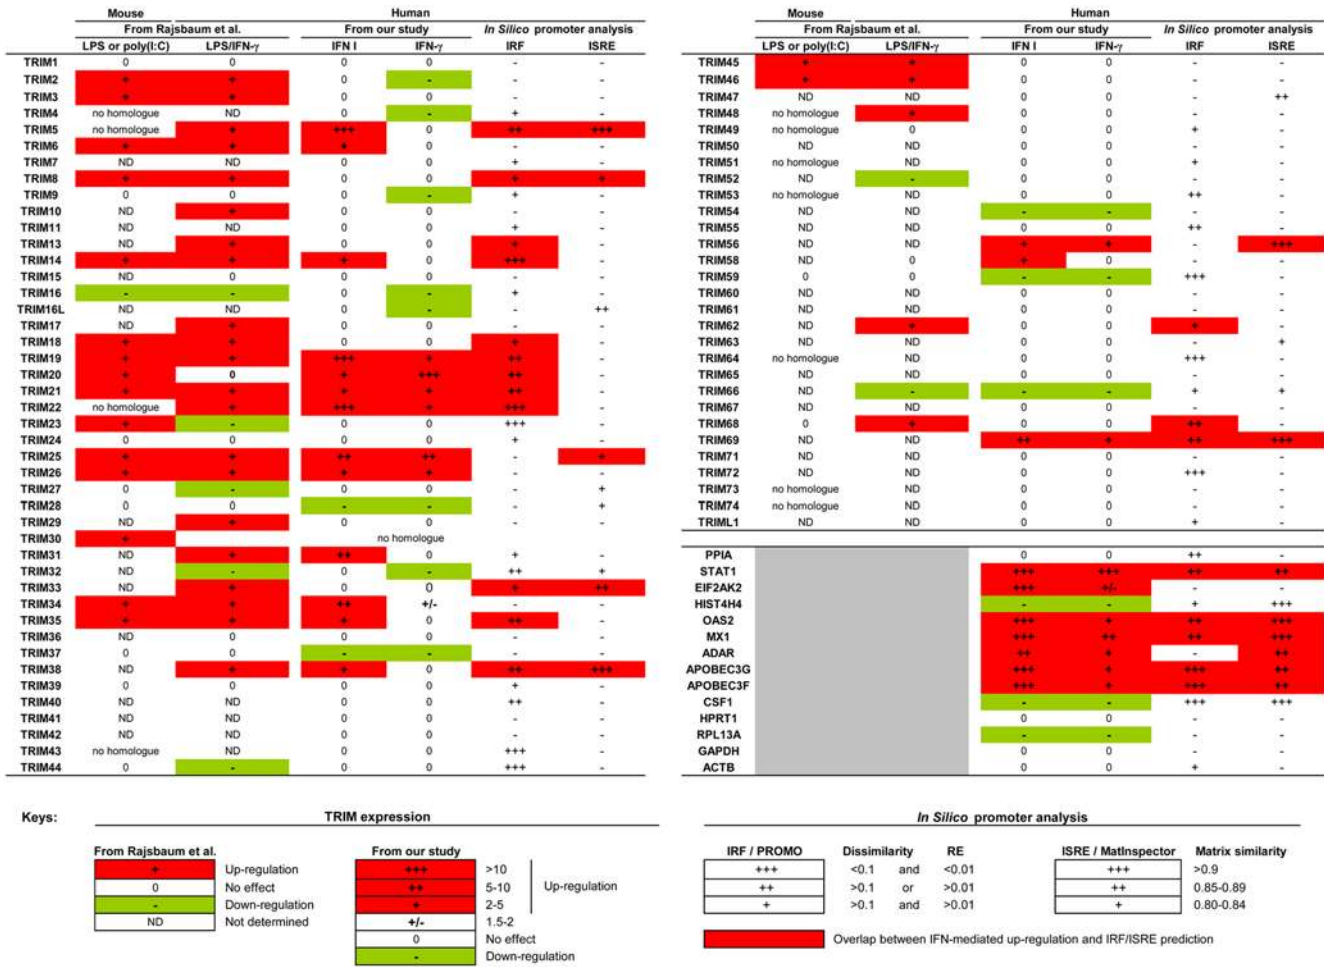 Mouse Human
From Rajsbaum et al. From our study In Silico promoter analysis
LPS or poly(I:C) LPS/IFN-γ IFN I IFN-γ IRF ISRE
TRIM1 0 0 0 0 - -
TRIM2 + + 0 - - -
TRIM3 + + 0 0 - -
TRIM4 no homologue ND 0 - + -
TRIM5 no homologue + +++ 0 ++ +++
TRIM6 + + + 0 - -
TRIM7 ND ND 0 0 + -
TRIM8 + + 0 0 + +
TRIM9 0 0 0 - + -
TRIM10 ND + 0 0 - -
TRIM11 ND ND 0 0 + -
TRIM13 ND + 0 0 + -
TRIM14 + + + 0 +++ -
TRIM15 ND 0 0 0 - -
TRIM16 - - 0 - + -
TRIM16L ND ND 0 - - ++
TRIM17 ND + 0 0 - -
TRIM18 + + 0 0 + -
TRIM19 + + +++ + ++ -
TRIM20 + 0 + +++ ++ -
TRIM21 + + + + ++ -
TRIM22 no homologue + +++ + +++ -
TRIM23 + - 0 0 +++ -
TRIM24 0 0 0 0 + -
TRIM25 + + ++ ++ - +
TRIM26 + + + + - -
TRIM27 0 - 0 0 - +
TRIM28 0 0 - - - +
TRIM29 ND + 0 0 - -
TRIM30 + no homologue
TRIM31 ND + ++ 0 + -
TRIM32 ND - 0 - ++ +
TRIM33 ND + 0 0 + ++
TRIM34 + + ++ +/- - -
TRIM35 + + + 0 ++ -
TRIM36 ND 0 0 0 - -
TRIM37 0 0 - - - -
TRIM38 ND + + 0 ++ +++
TRIM39 0 0 0 0 + -
TRIM40 ND ND 0 0 ++ -
TRIM41 ND ND 0 0 - -
TRIM42 ND ND 0 0 - -
TRIM43 no homologue ND 0 0 +++ -
TRIM44 0 - 0 0 +++ -
Mouse Human
From Rajsbaum et al. From our study In Silico promoter analysis
LPS or poly(I:C) LPS/IFN-γ IFN I IFN-γ IRF ISRE
TRIM45 + + 0 0 - -
TRIM46 + + 0 0 - -
TRIM47 ND ND 0 0 - ++
TRIM48 no homologue + 0 0 - -
TRIM49 no homologue 0 0 0 + -
TRIM50 ND ND 0 0 - -
TRIM51 no homologue ND 0 0 + -
TRIM52 ND - 0 0 - -
TRIM53 no homologue ND 0 0 ++ -
TRIM54 ND ND - - - -
TRIM55 ND ND 0 0 ++ -
TRIM56 ND ND + + - +++
TRIM58 ND 0 + 0 - -
TRIM59 0 0 - - +++ -
TRIM60 ND ND 0 0 - -
TRIM61 ND ND 0 0 - -
TRIM62 ND + 0 0 + -
TRIM63 ND ND 0 0 - +
TRIM64 no homologue ND 0 0 +++ -
TRIM65 ND ND 0 0 - -
TRIM66 ND - - - + +
TRIM67 ND ND 0 0 - -
TRIM68 0 + 0 0 ++ -
TRIM69 ND ND ++ + ++ +++
TRIM71 ND ND 0 0 - -
TRIM72 ND ND 0 0 +++ -
TRIM73 no homologue ND 0 0 - -
TRIM74 no homologue ND 0 0 - -
TRIML1 ND ND 0 0 + -
PPIA 0 0 ++ -
STAT1 +++ +++ ++ ++
EIF2AK2 +++ +/- - -
HIST4H4 - - + +++
OAS2 +++ + ++ +++
MX1 +++ ++ ++ +++
ADAR ++ + - ++
APOBEC3G +++ + +++ ++
APOBEC3F +++ + +++ ++
CSF1 - - +++ +++
HPRT1 0 0 - -
RPL13A - - - -
GAPDH 0 0 - -
ACTB 0 0 + -
Keys: TRIM expression
From Rajsbaum et al. From our study
+ Up-regulation +++ >10
0 No effect ++ 5-10 Up-regulation
- Down-regulation + 2-5
ND Not determined +/- 1.5-2
0 No effect
- Down-regulation
In Silico promoter analysis
IRF / PROMO Dissimilarity RE ISRE / MatInspector Matrix similarity
+++ <0.1 and <0.01 +++ >0.9
++ >0.1 or >0.01 ++ 0.85-0.89
+ >0.1 and >0.01 + 0.80-0.84
Overlap between IFN-mediated up-regulation and IRF/ISRE prediction